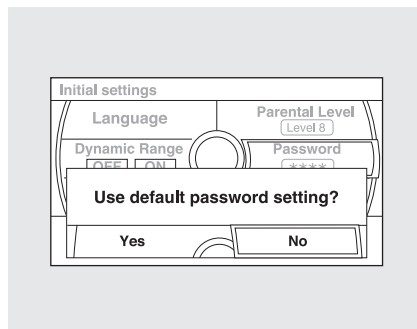 Initial settings
Language
Parental Level
Level 8
Dynamic Range
OFF ON
Password
****
Use default password setting?
Yes
No